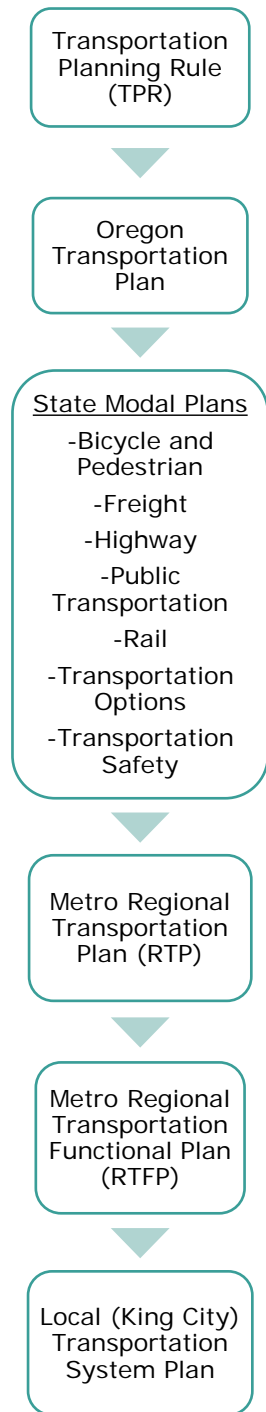 Transportation
Planning Rule
(TPR)
Oregon
Transportation
Plan
State Modal Plans
-Bicycle and
Pedestrian
-Freight
-Highway
-Public
Transportation
-Rail
-Transportation
Options
-Transportation
Safety
Metro Regional
Transportation
Plan (RTP)
Metro Regional
Transportation
Functional Plan
(RTFP)
Local (King City)
Transportation
System Plan